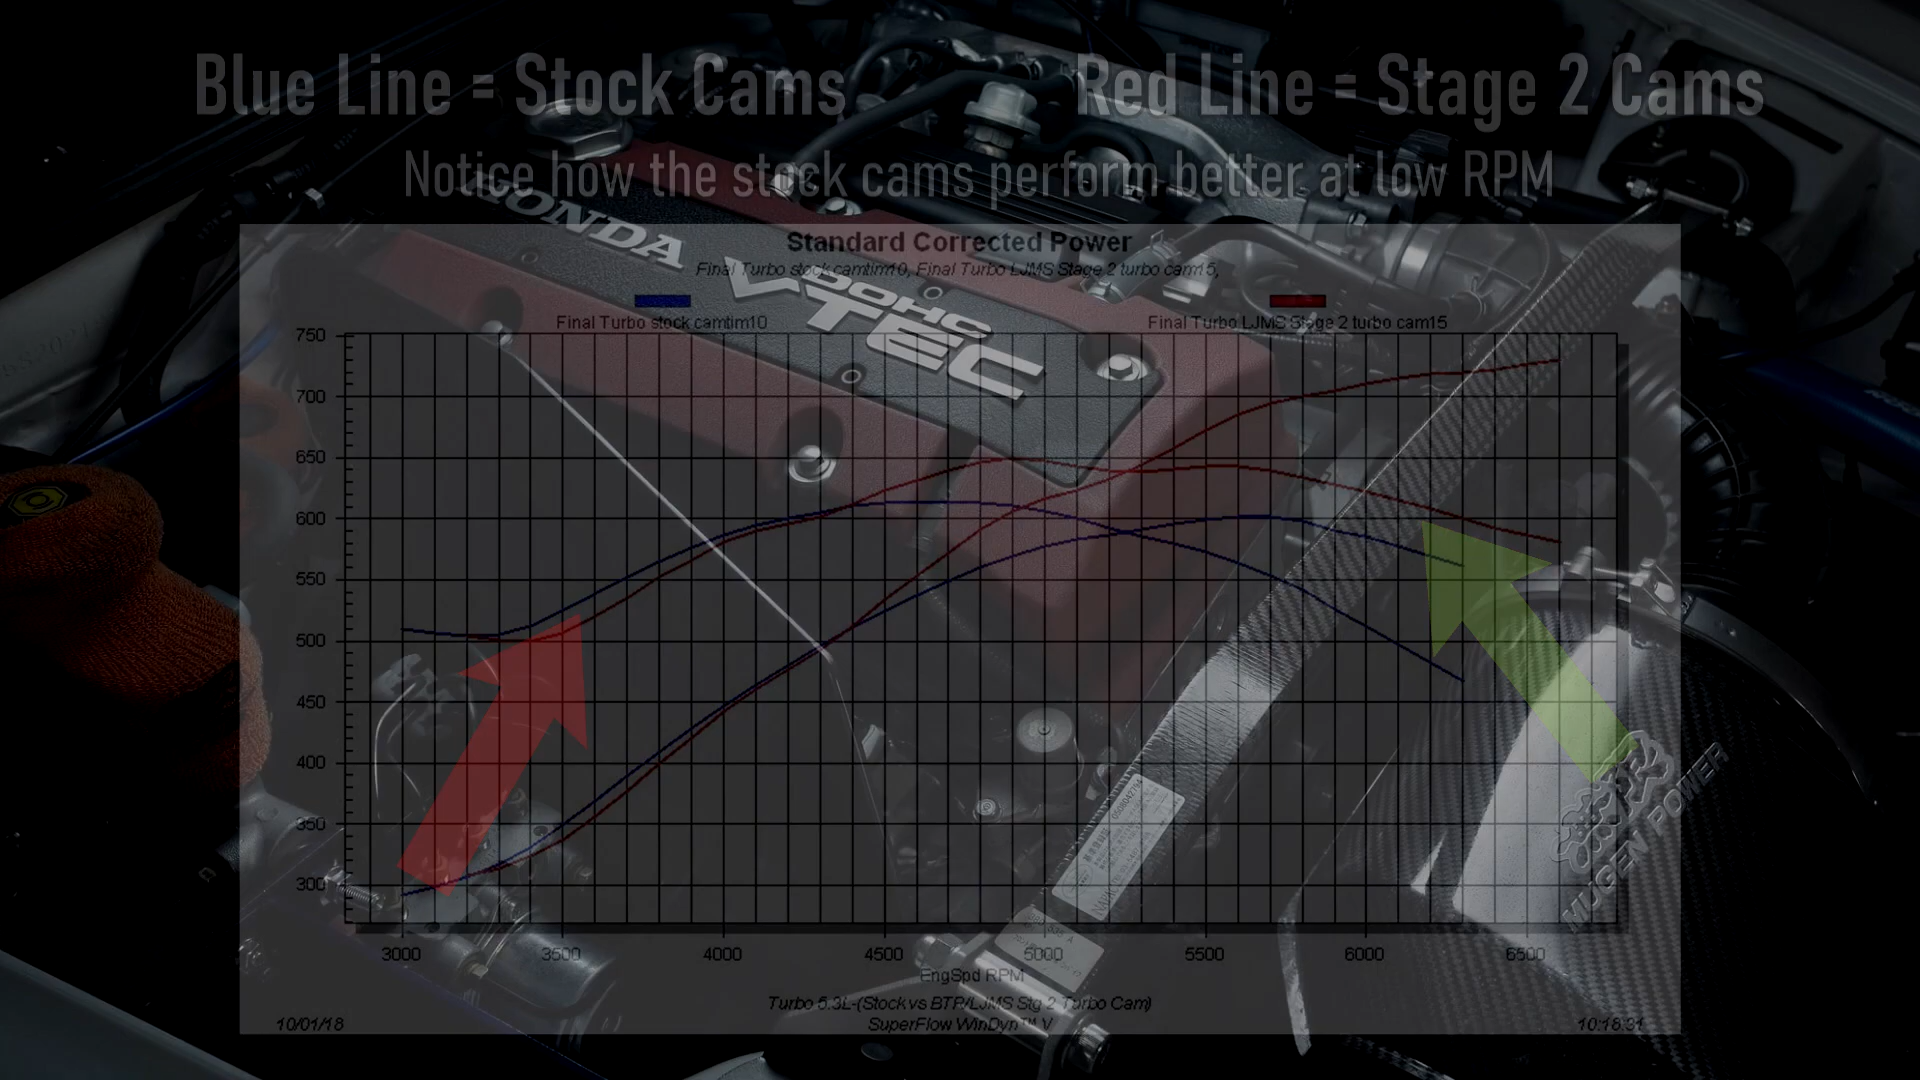 Blue Line = Stock Cams
Red Line = Stage 2 Cams
Notice how the stock cams perform better at low RPM
HONDA
DOHC
VTEC
Standard Corrected Power
Final Turbo stock camtim10, Final Turbo LJMS Stage 2 turbo cam15,
Final Turbo stock camtim10
Final Turbo LJMS Stage 2 turbo cam15
750
700
650
600
550
500
450
400
350
300
3000 3500 4000 4500 5000 5500 6000 6500
EngSpd RPM
Turbo 5.3L-(Stock vs BTR/LJMS Stg 2 Turbo Cam)
SuperFlow WinDyn™ V
10/01/18
10:18:31
MUGEN POWER